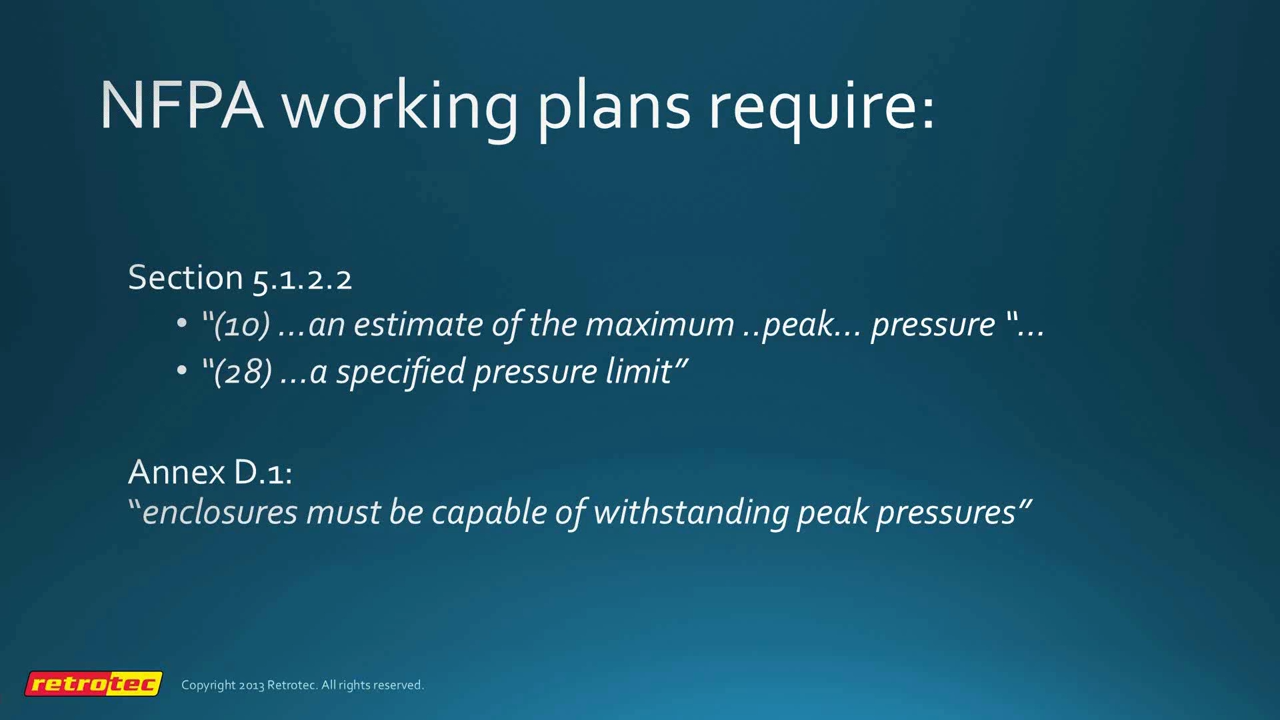 NFPA working plans require:
Section 5.1.2.2
• “(10) ...an estimate of the maximum ..peak... pressure “...
• “(28) ...a specified pressure limit”
Annex D.1:
“enclosures must be capable of withstanding peak pressures”
retrotec
Copyright 2013 Retrotec. All rights reserved.